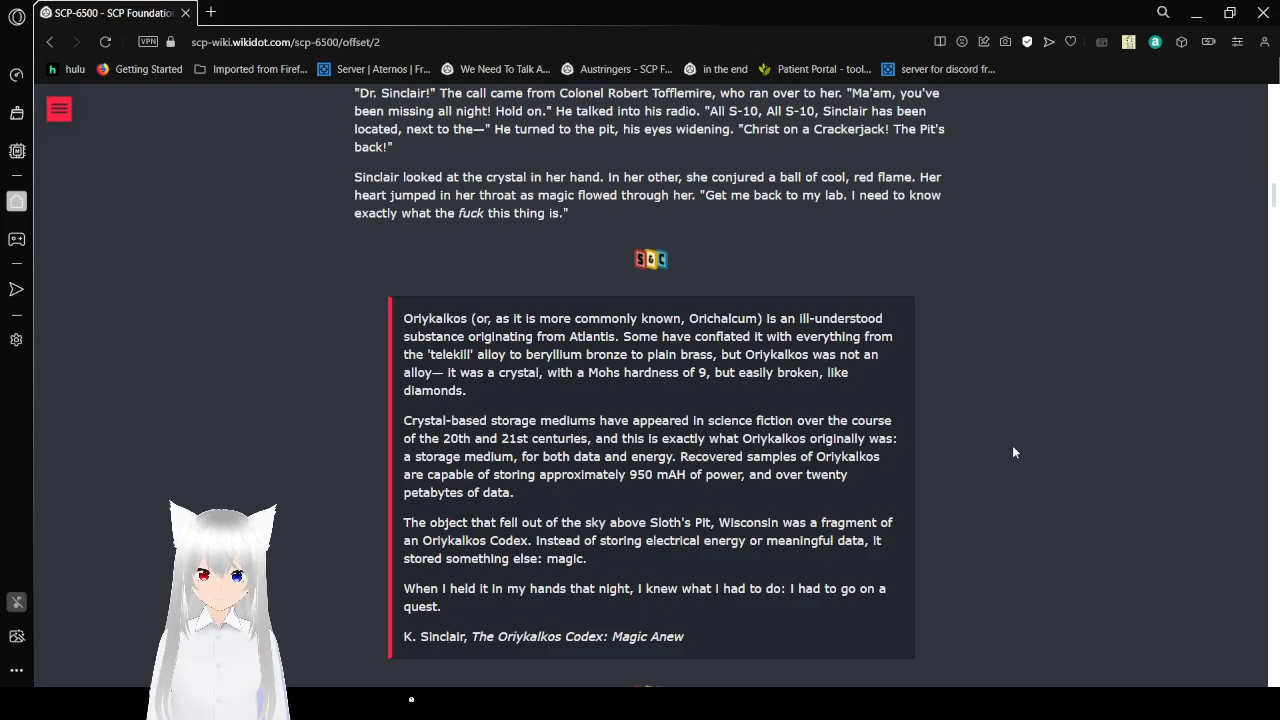 SCP-6500 - SCP Foundatio
VPN
scp-wiki.wikidot.com/scp-6500/offset/2
hulu
Getting Started
Imported from Firef...
Server | Aternos | Fr...
We Need To Talk A...
Austringers - SCP F...
in the end
Patient Portal - tool...
server for discord fr...
"Dr. Sinclair!" The call came from Colonel Robert Tofflemire, who ran over to her. "Ma'am, you've
been missing all night! Hold on." He talked into his radio. "All S-10, All S-10, Sinclair has been
located, next to the—" He turned to the pit, his eyes widening. "Christ on a Crackerjack! The Pit's
back!"
Sinclair looked at the crystal in her hand. In her other, she conjured a ball of cool, red flame. Her
heart jumped in her throat as magic flowed through her. "Get me back to my lab. I need to know
exactly what the fuck this thing is."
S & C
Oriykalkos (or, as it is more commonly known, Orichalcum) is an ill-understood
substance originating from Atlantis. Some have conflated it with everything from
the 'telekill' alloy to beryllium bronze to plain brass, but Oriykalkos was not an
alloy— it was a crystal, with a Mohs hardness of 9, but easily broken, like
diamonds.
Crystal-based storage mediums have appeared in science fiction over the course
of the 20th and 21st centuries, and this is exactly what Oriykalkos originally was:
a storage medium, for both data and energy. Recovered samples of Oriykalkos
are capable of storing approximately 950 mAH of power, and over twenty
petabytes of data.
The object that fell out of the sky above Sloth's Pit, Wisconsin was a fragment of
an Oriykalkos Codex. Instead of storing electrical energy or meaningful data, it
stored something else: magic.
When I held it in my hands that night, I knew what I had to do: I had to go on a
quest.
K. Sinclair, The Oriykalkos Codex: Magic Anew